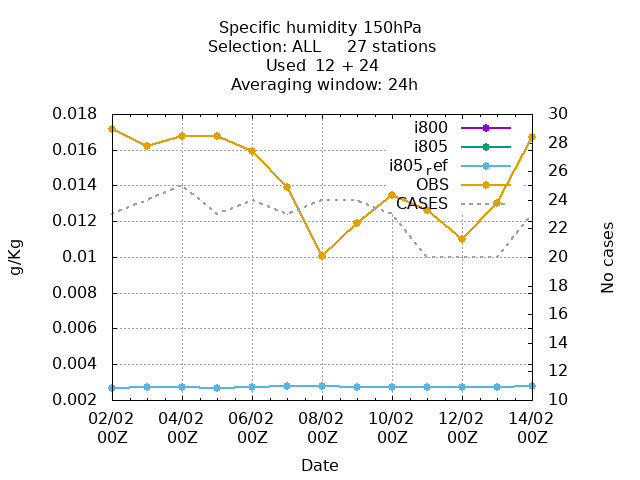 Specific humidity 150hPa
Selection: ALL     27 stations
Used  12 + 24
Averaging window: 24h
0.018
0.016
0.014
0.012
0.01
0.008
0.006
0.004
0.002
30
28
26
24
22
20
18
16
14
12
10
i800
i805
i805ref
OBS
CASES
g/Kg
No cases
02/02 04/02 06/02 08/02 10/02 12/02 14/02
00Z 00Z 00Z 00Z 00Z 00Z 00Z
Date